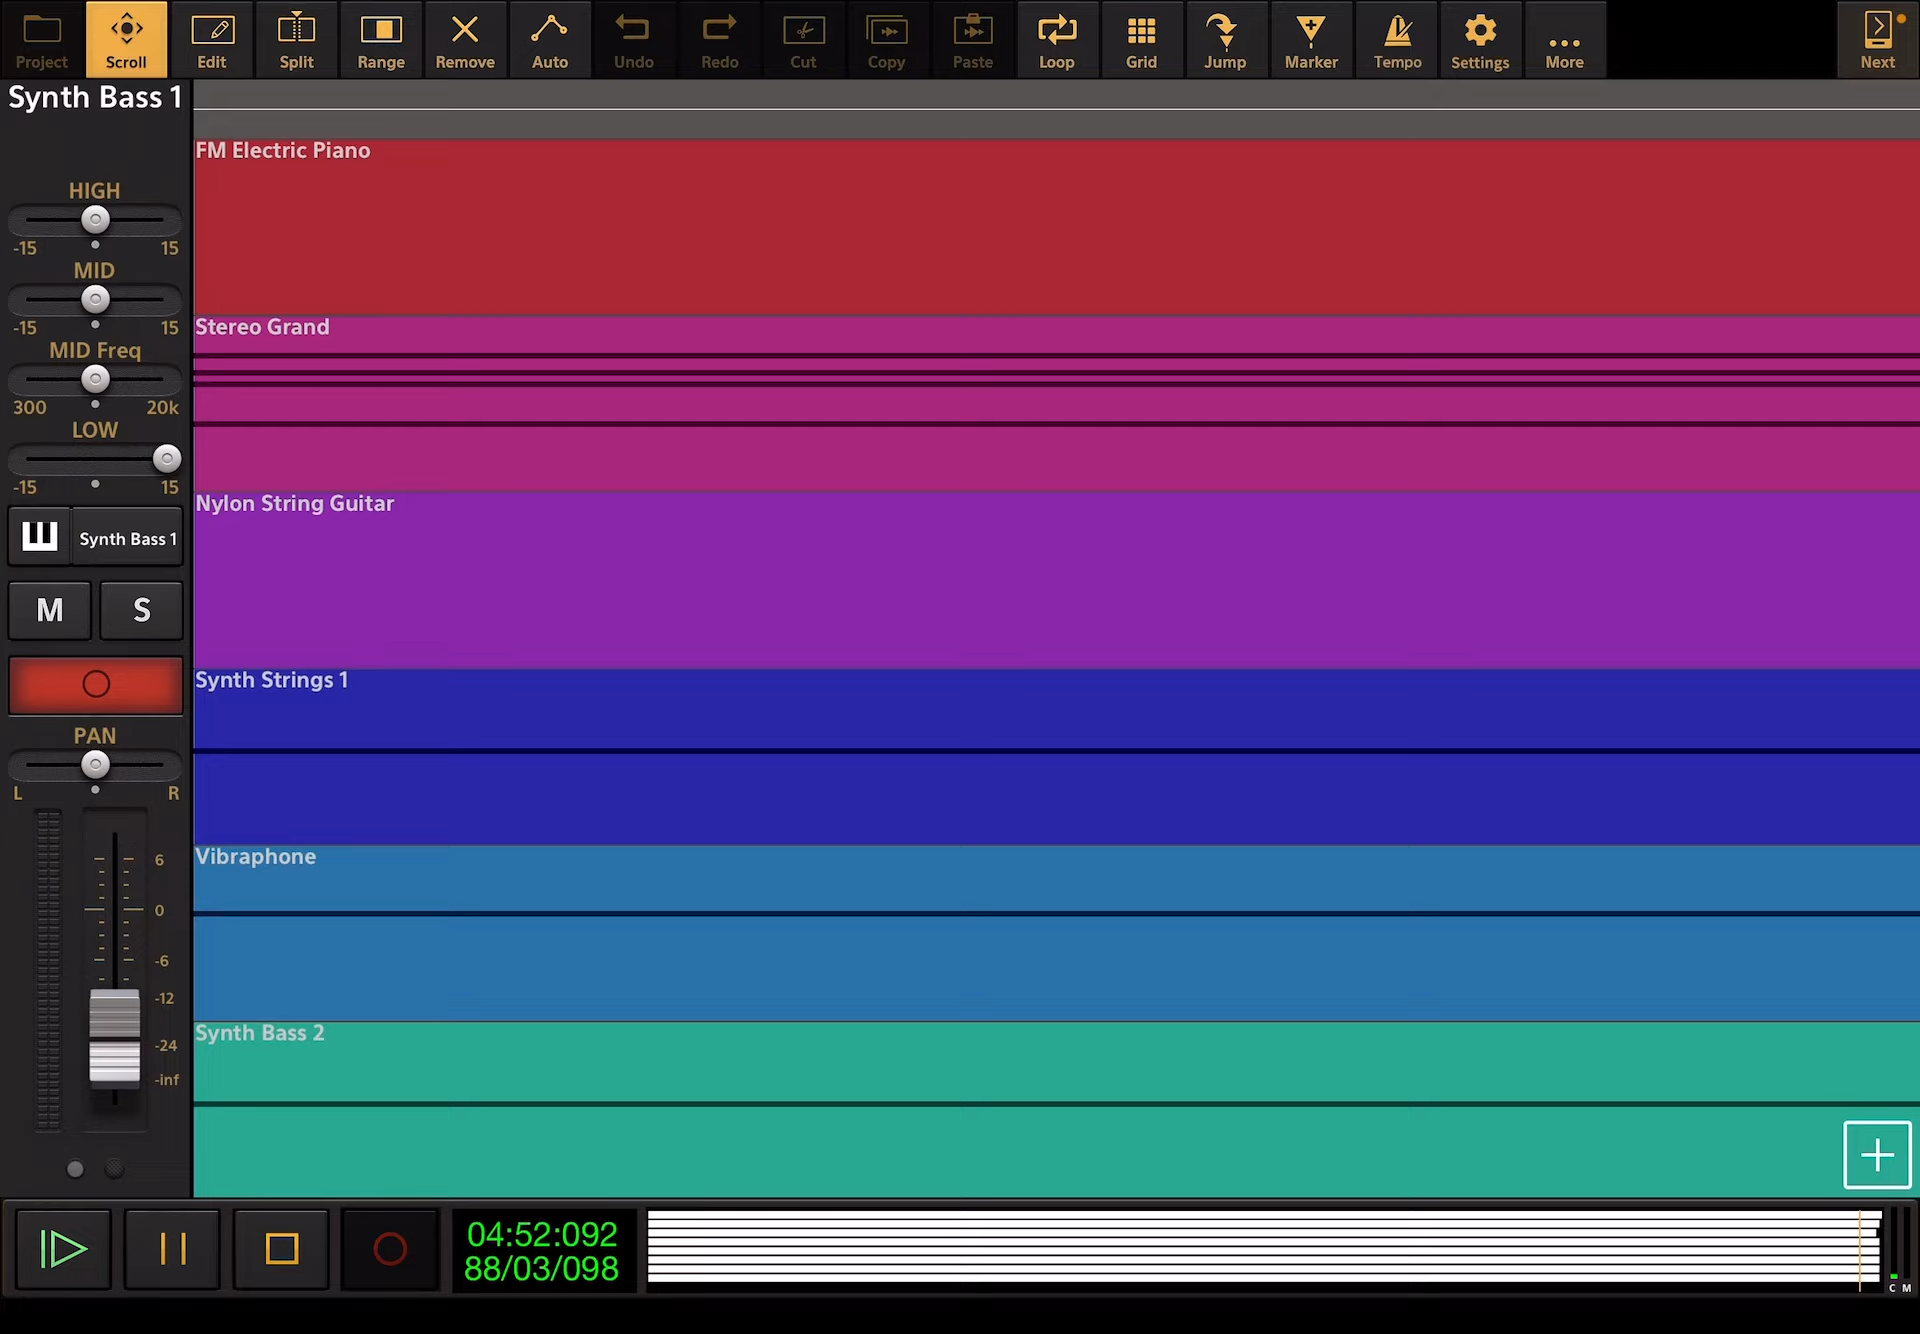 Project Scroll Edit Split Range Remove Auto Undo Redo Cut Copy Paste Loop Grid Jump Marker Tempo Settings More Next
Synth Bass 1
FM Electric Piano
HIGH
-15 15
MID
-15 15
MID Freq
300 20k
LOW
-15 15
Synth Bass 1
M S
PAN
L R
6
0
-6
-12
-24
-inf
Stereo Grand
Nylon String Guitar
Synth Strings 1
Vibraphone
Synth Bass 2
04:52:092
88/03/098
C M